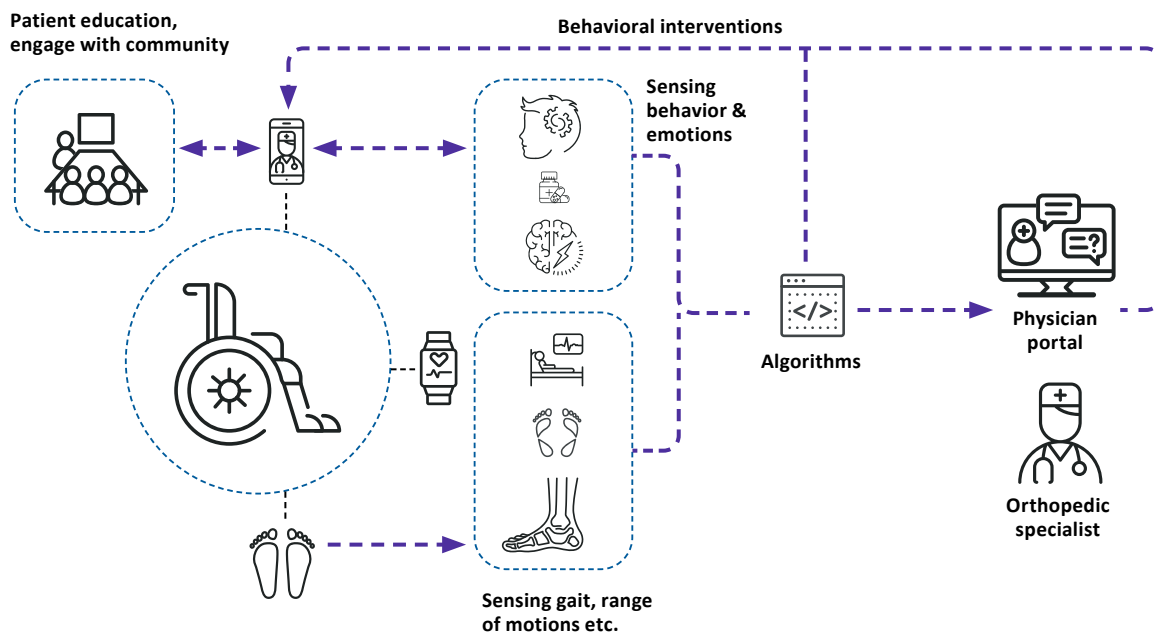 Patient education,
engage with community
Behavioral interventions
Sensing
behavior &
emotions
</>
Algorithms
?
Physician
portal
Orthopedic
specialist
Sensing gait, range
of motions etc.